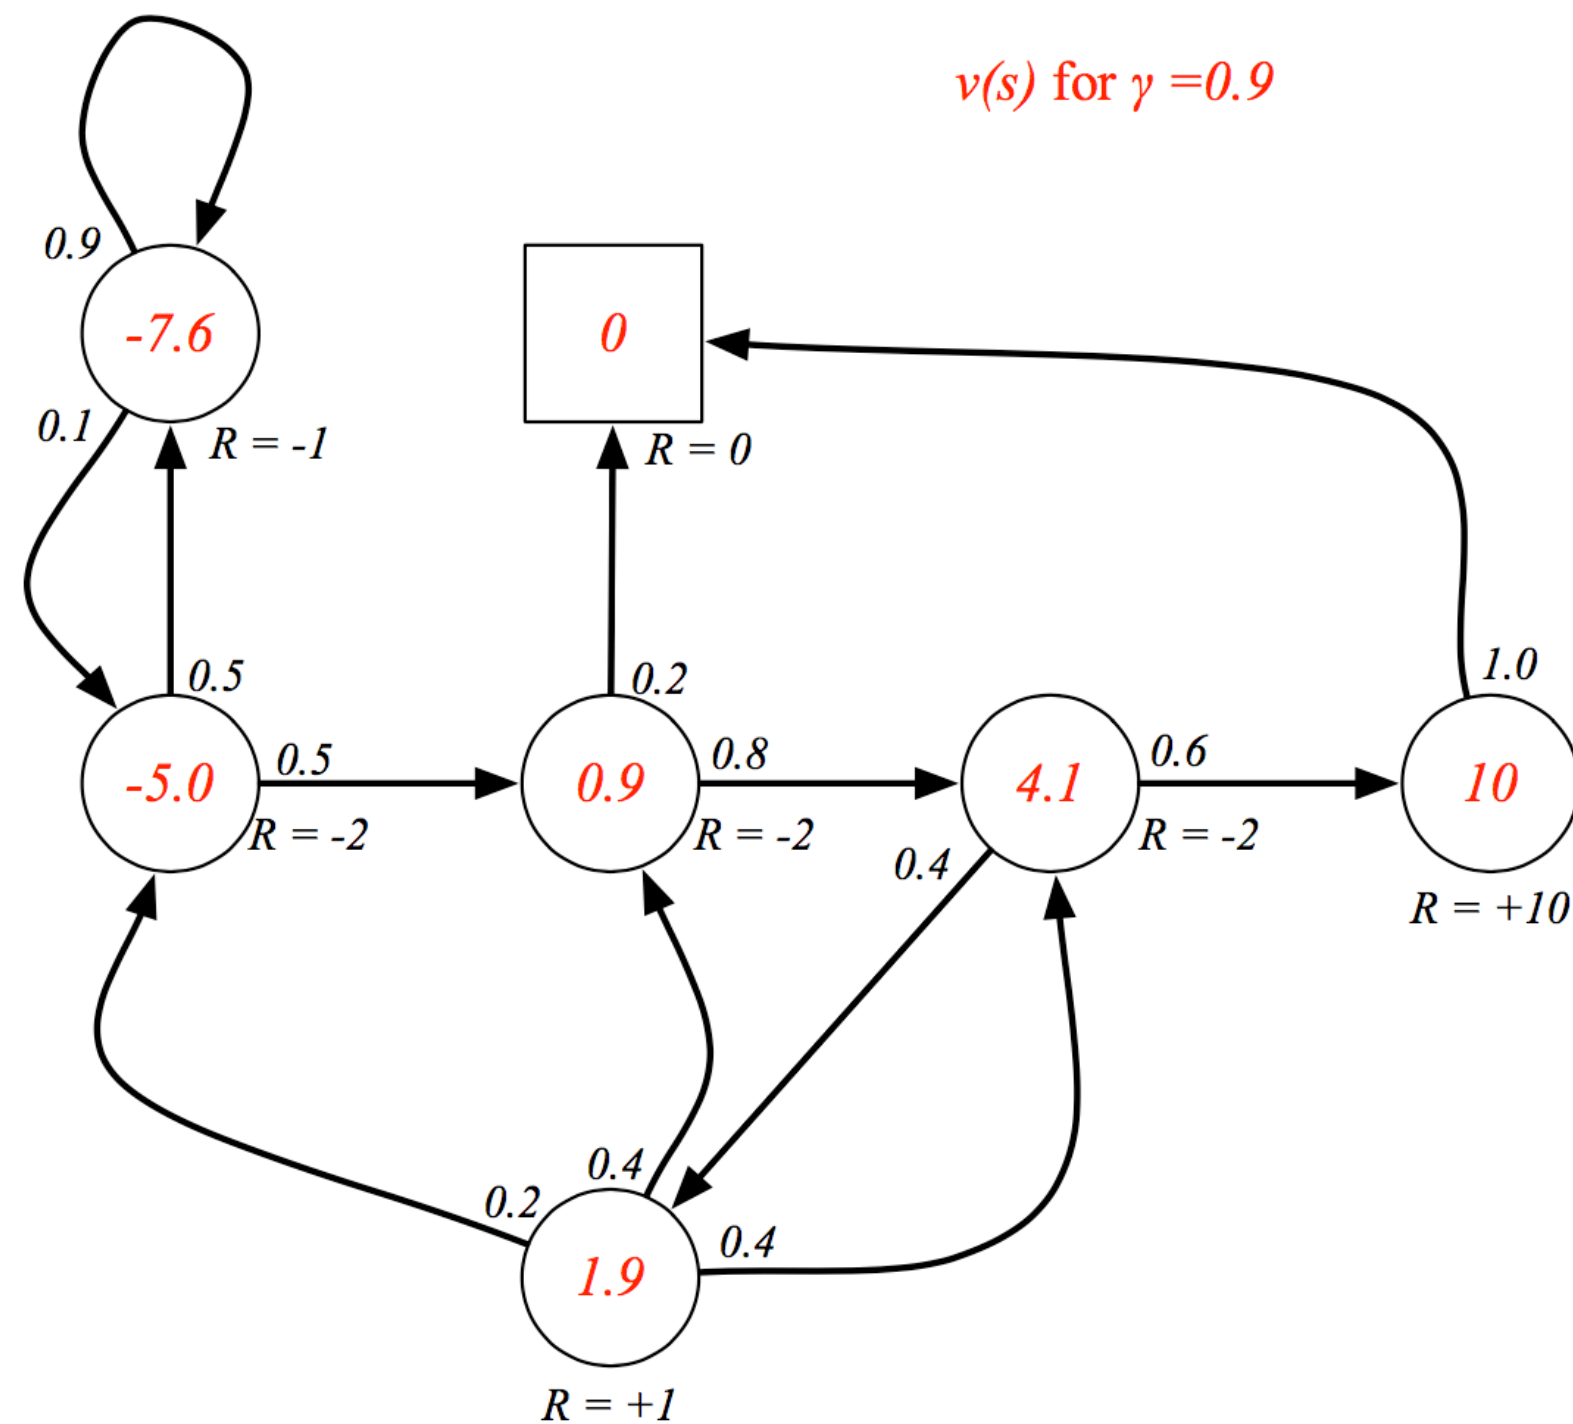 v(s) for γ =0.9
0.9
-7.6
0
0.1
R = -1
R = 0
0.5
0.2
1.0
-5.0
0.5
0.9
0.8
4.1
0.6
10
R = -2
R = -2
R = -2
0.4
R = +10
0.4
0.2
0.4
1.9
R = +1